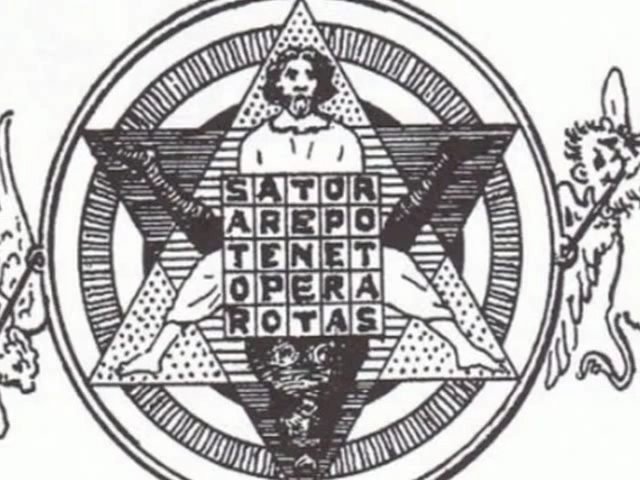 SATOR
AREPO
TENET
OPERA
ROTAS